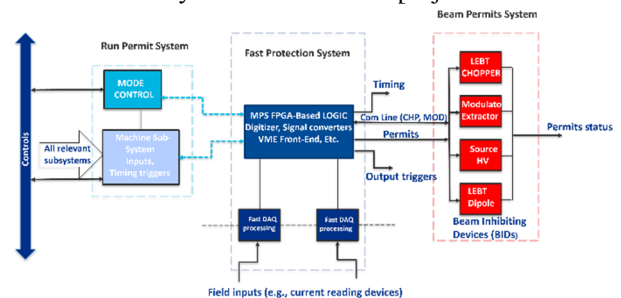 Beam Permits System
Run Permit System
Fast Protection System
MODE
CONTROL
Controls
All relevant
subsystems
Machine Sub-
System
Inputs,
Timing triggers
MPS FPGA-Based LOGIC
Digitizer, Signal converters
VME Front-End, Etc.
Timing
Com Line (CHP, MOD)
Permits
Output triggers
LEBT
CHOPPER
Modulato
Extractor
Source
HV
LEBT
Dipole
Permits status
Beam Inhibiting
Devices (BIDs)
Fast DAQ
processing
Fast DAQ
processing
Field inputs (e.g., current reading devices)